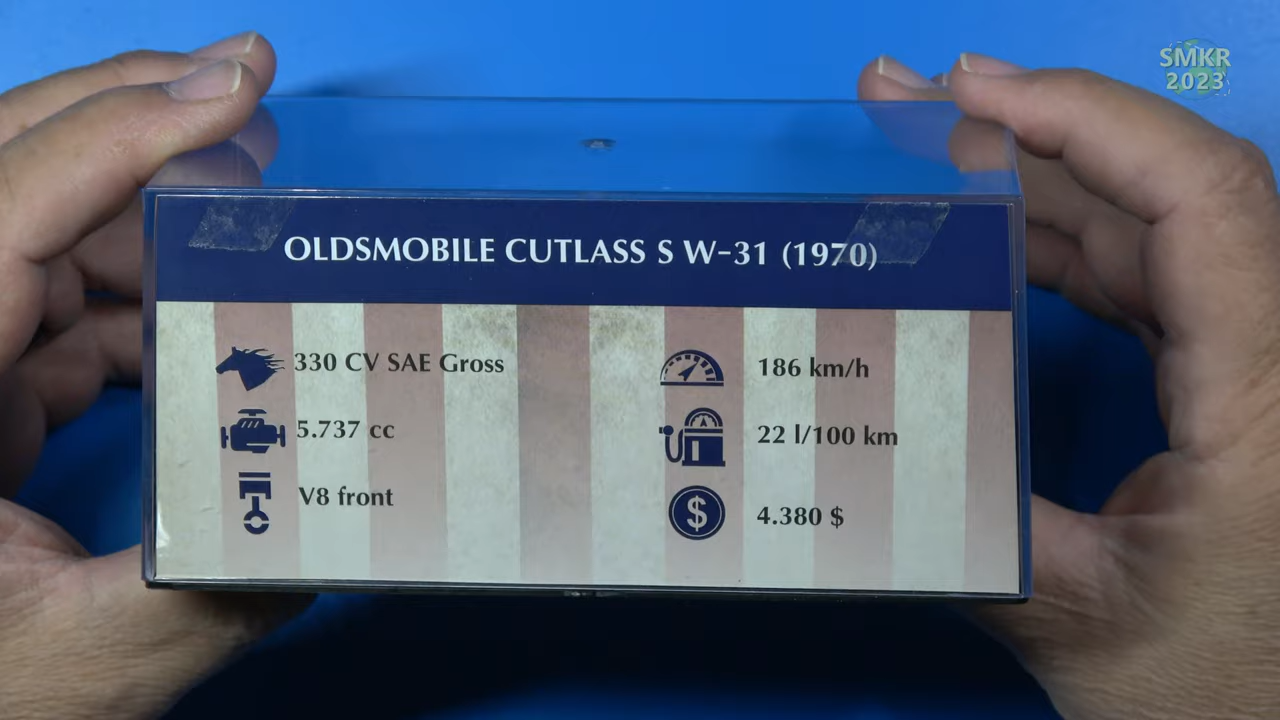 SMKR
2023
OLDSMOBILE CUTLASS S W-31 (1970)
330 CV SAE Gross
5.737 cc
V8 front
186 km/h
22 l/100 km
$
4.380 $